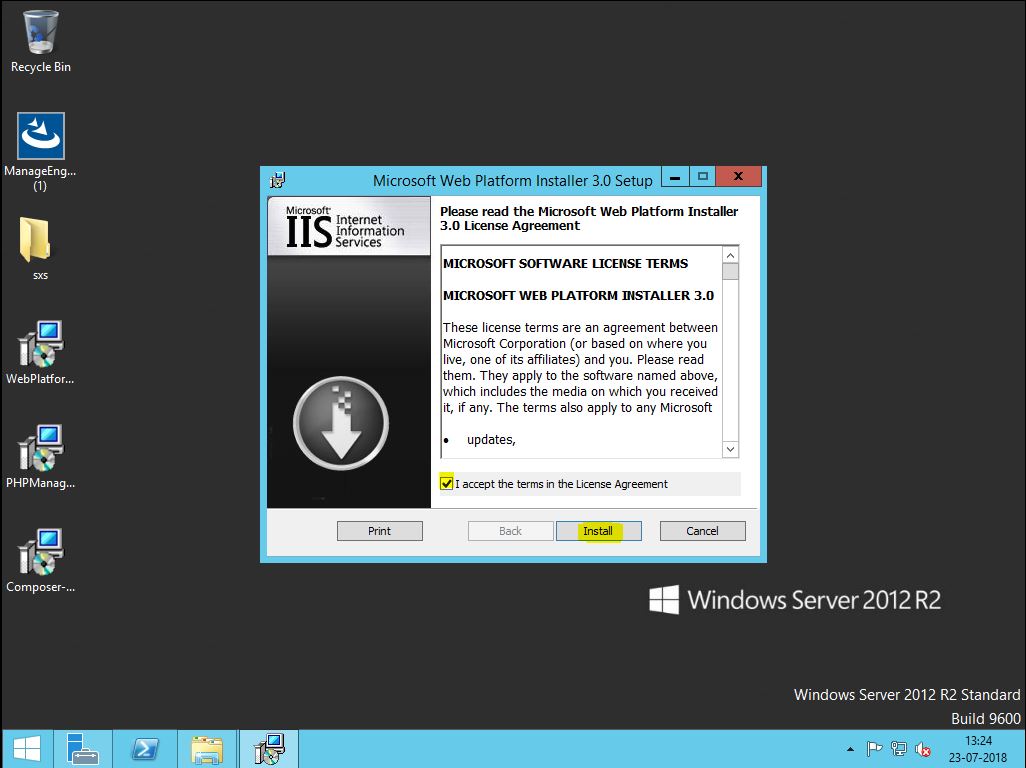 Recycle Bin
ManageEng...
(1)
sxs
WebPlatfor...
PHPManag...
Composer-...
Microsoft Web Platform Installer 3.0 Setup
Microsoft®
IIS Internet
Information
Services
Please read the Microsoft Web Platform Installer
3.0 License Agreement
MICROSOFT SOFTWARE LICENSE TERMS
MICROSOFT WEB PLATFORM INSTALLER 3.0
These license terms are an agreement between
Microsoft Corporation (or based on where you
live, one of its affiliates) and you. Please read
them. They apply to the software named above,
which includes the media on which you received
it, if any. The terms also apply to any Microsoft
• updates,
I accept the terms in the License Agreement
Print
Back
Install
Cancel
Windows Server 2012 R2
Windows Server 2012 R2 Standard
Build 9600
13:24
23-07-2018